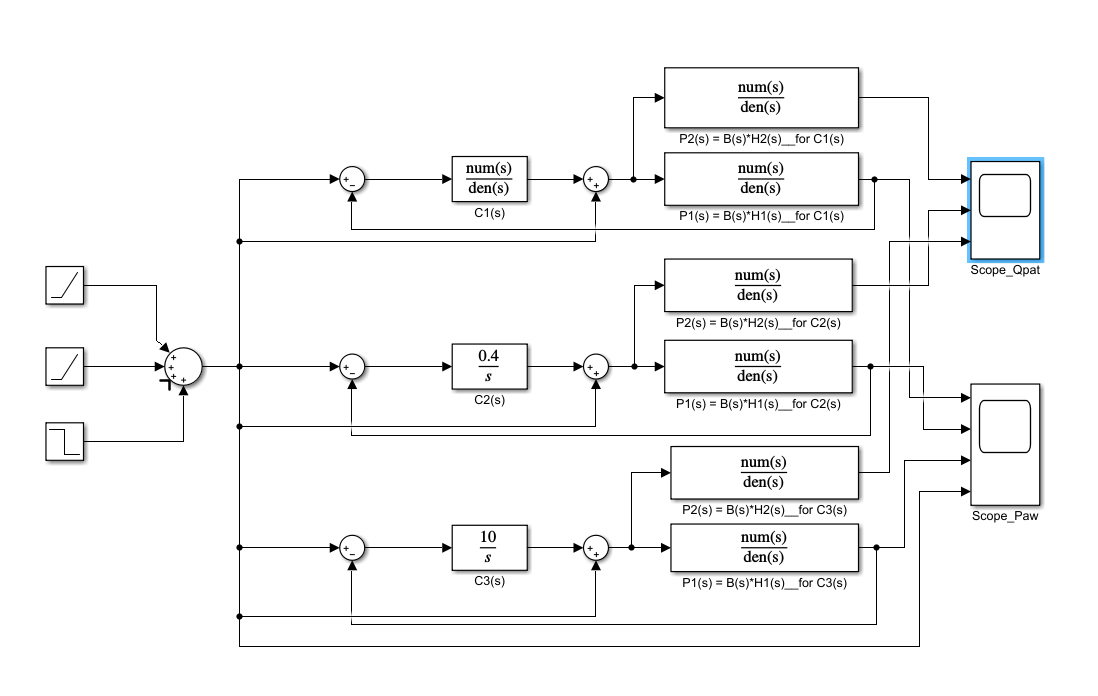 num(s)
den(s)
P2(s) = B(s)*H2(s)__for C1(s)
num(s)
den(s)
C1(s)
num(s)
den(s)
P1(s) = B(s)*H1(s)__for C1(s)
Scope_Qpat
num(s)
den(s)
P2(s) = B(s)*H2(s)__for C2(s)
0.4
s
C2(s)
num(s)
den(s)
P1(s) = B(s)*H1(s)__for C2(s)
num(s)
den(s)
P2(s) = B(s)*H2(s)__for C3(s)
Scope_Paw
10
s
C3(s)
num(s)
den(s)
P1(s) = B(s)*H1(s)__for C3(s)